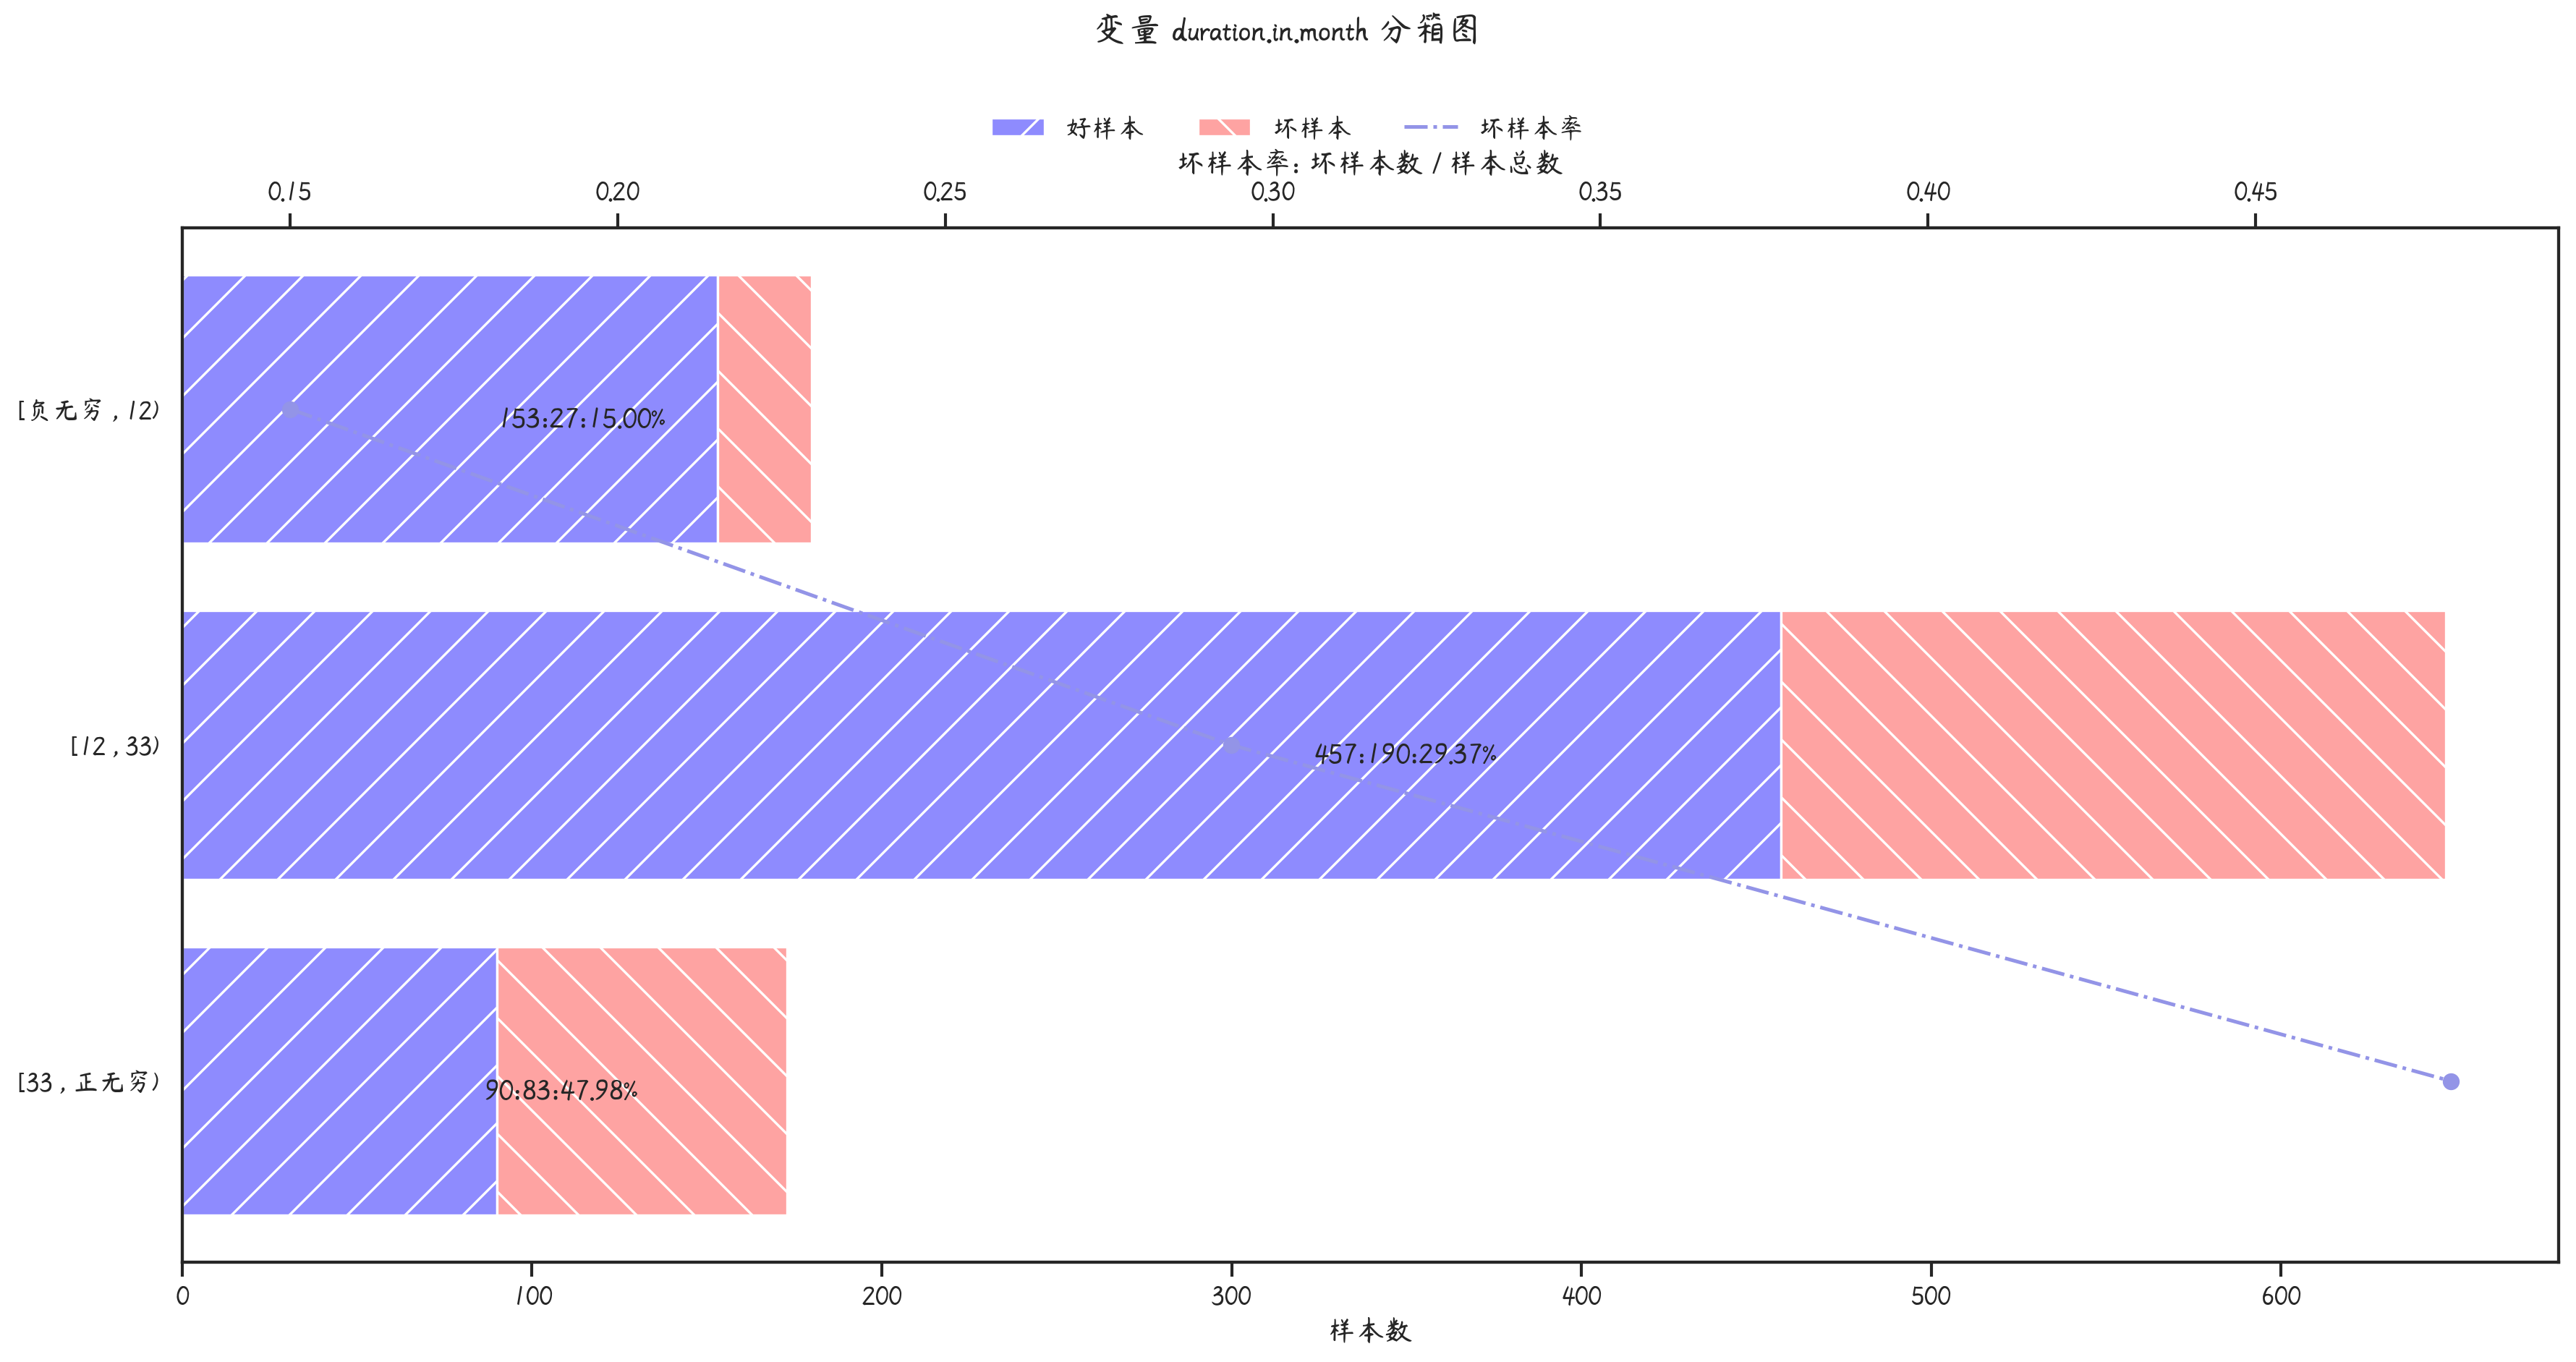 变量 duration.in.month 分箱图
好样本 坏样本 坏样本率
坏样本率: 坏样本数 / 样本总数
0.15 0.20 0.25 0.30 0.35 0.40 0.45
[负无穷 , 12)
153:27:15.00%
[12 , 33)
457:190:29.37%
[33 , 正无穷)
90:83:47.98%
0 100 200 300 400 500 600
样本数